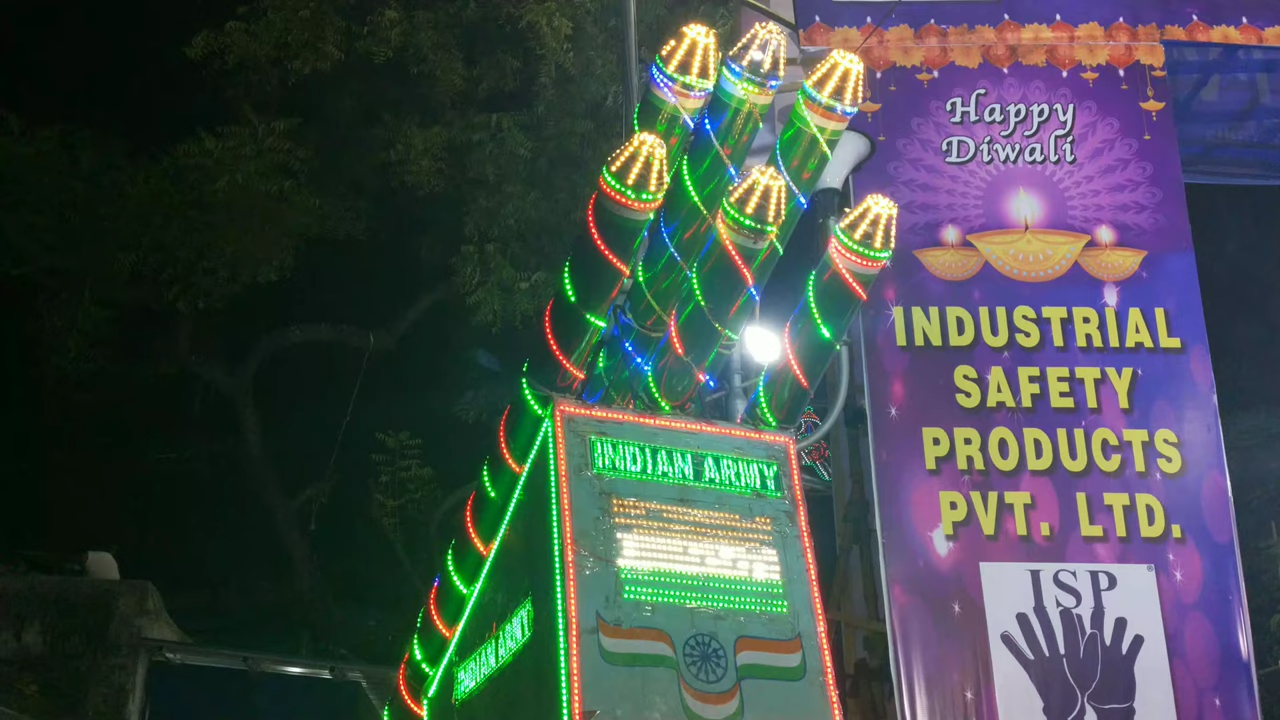 Happy
Diwali
INDUSTRIAL
SAFETY
PRODUCTS
PVT. LTD.
ISP
INDIAN ARMY
INDIAN ARMY